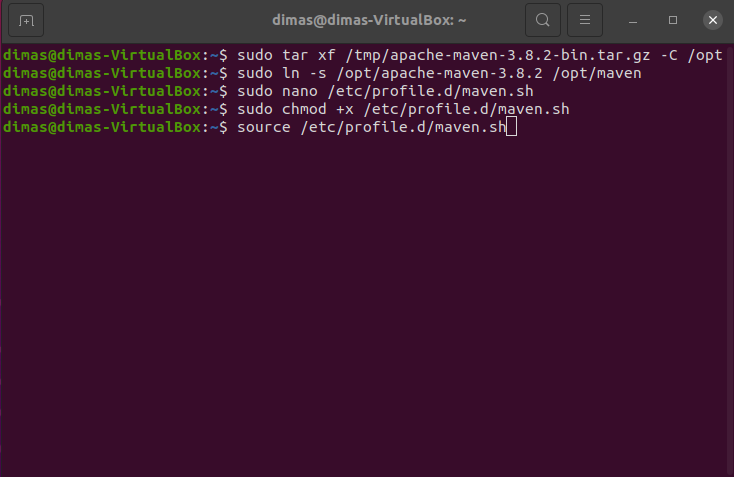 dimas@dimas-VirtualBox: ~
dimas@dimas-VirtualBox:~$ sudo tar xf /tmp/apache-maven-3.8.2-bin.tar.gz -C /opt
dimas@dimas-VirtualBox:~$ sudo ln -s /opt/apache-maven-3.8.2 /opt/maven
dimas@dimas-VirtualBox:~$ sudo nano /etc/profile.d/maven.sh
dimas@dimas-VirtualBox:~$ sudo chmod +x /etc/profile.d/maven.sh
dimas@dimas-VirtualBox:~$ source /etc/profile.d/maven.sh